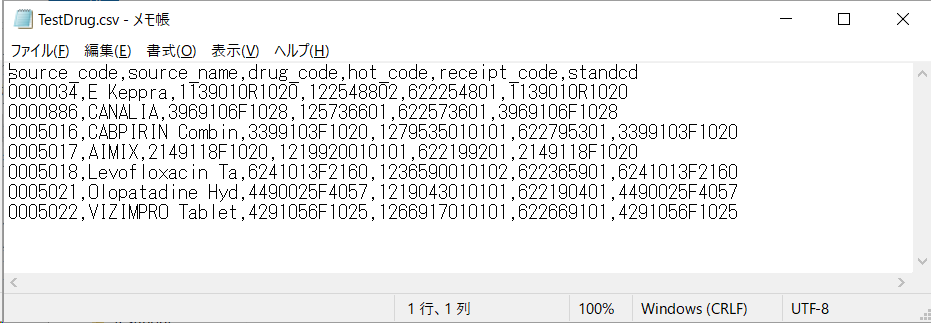 TestDrug.csv - メモ帳
ファイル(F) 編集(E) 書式(O) 表示(V) ヘルプ(H)
source_code,source_name,drug_code,hot_code,receipt_code,standcd
0000034,E Keppra,1139010R1020,122548802,622254801,1139010R1020
0000886,CANALIA,3969106F1028,125736601,622573601,3969106F1028
0005016,CABPIRIN Combin,3399103F1020,1279535010101,622795301,3399103F1020
0005017,AIMIX,2149118F1020,1219920010101,622199201,2149118F1020
0005018,Levofloxacin Ta,6241013F2160,1236590010102,622365901,6241013F2160
0005021,Olopatadine Hyd,4490025F4057,1219043010101,622190401,4490025F4057
0005022,VIZIMPRO Tablet,4291056F1025,1266917010101,622669101,4291056F1025
1 行、1 列 100% Windows (CRLF) UTF-8